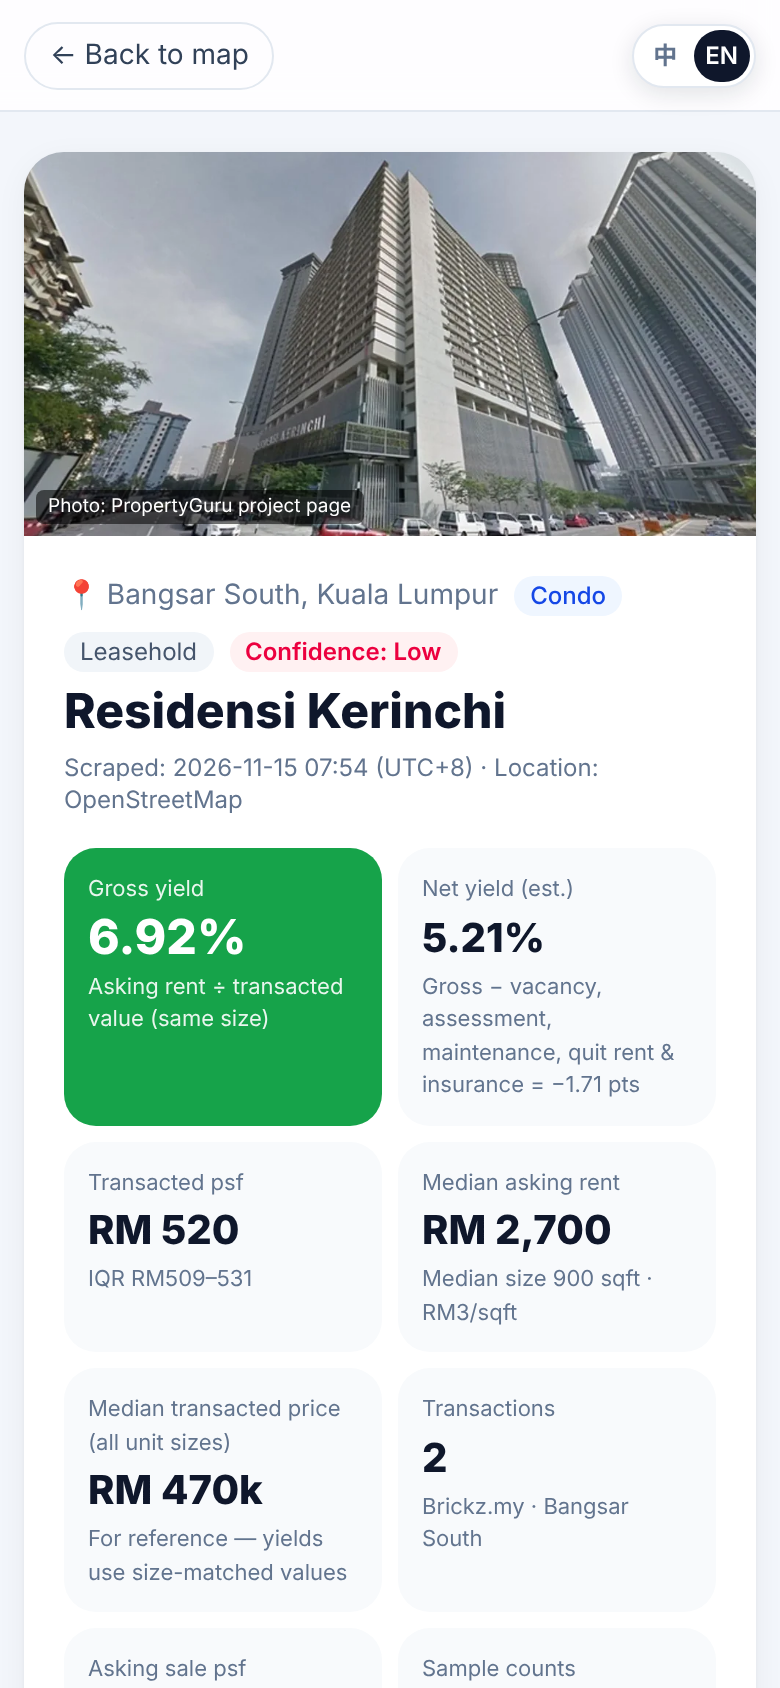 ← Back to map
中 EN
RESIDENSI KERINCHI
Photo: PropertyGuru project page
📍 Bangsar South, Kuala Lumpur Condo
Leasehold Confidence: Low
Residensi Kerinchi
Scraped: 2026-11-15 07:54 (UTC+8) · Location:
OpenStreetMap
Gross yield
6.92%
Asking rent ÷ transacted
value (same size)
Net yield (est.)
5.21%
Gross − vacancy,
assessment,
maintenance, quit rent &
insurance = −1.71 pts
Transacted psf
RM 520
IQR RM509–531
Median asking rent
RM 2,700
Median size 900 sqft ·
RM3/sqft
Median transacted price
(all unit sizes)
RM 470k
For reference — yields
use size-matched values
Transactions
2
Brickz.my · Bangsar
South
Asking sale psf
Sample counts